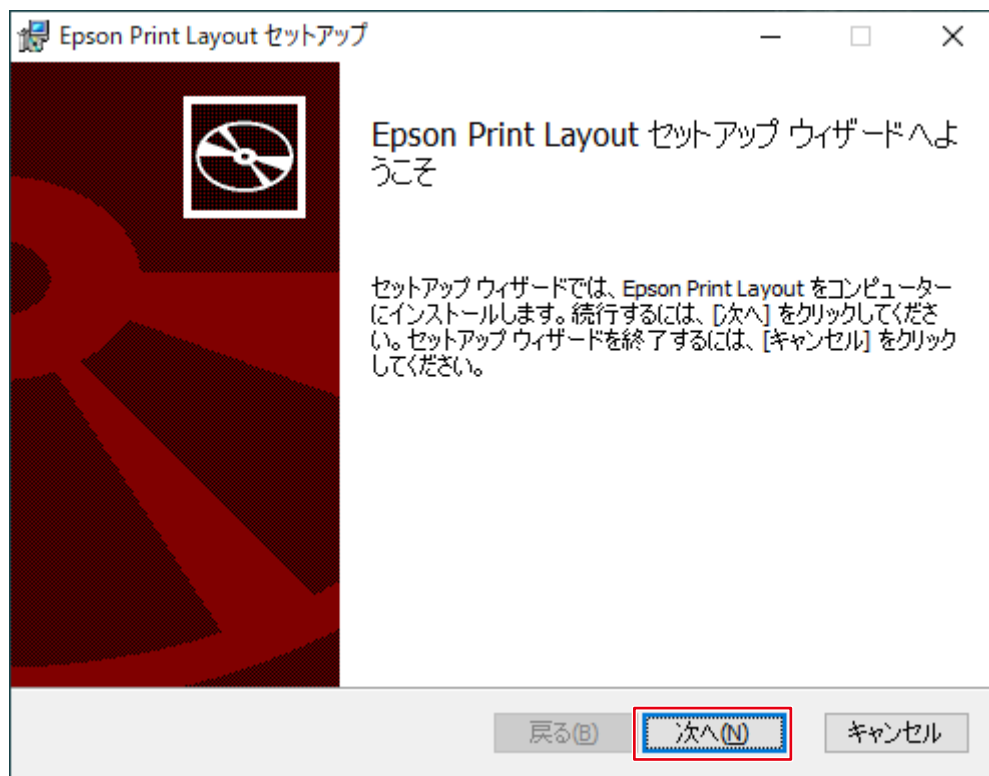 Epson Print Layout セットアップ
Epson Print Layout セットアップ ウィザードへよ
うこそ
セットアップ ウィザードでは、Epson Print Layout をコンピューター
にインストールします。続行するには、[次へ] をクリックしてくださ
い。セットアップ ウィザードを終了するには、[キャンセル] をクリック
してください。
戻る(B) 次へ(N) キャンセル